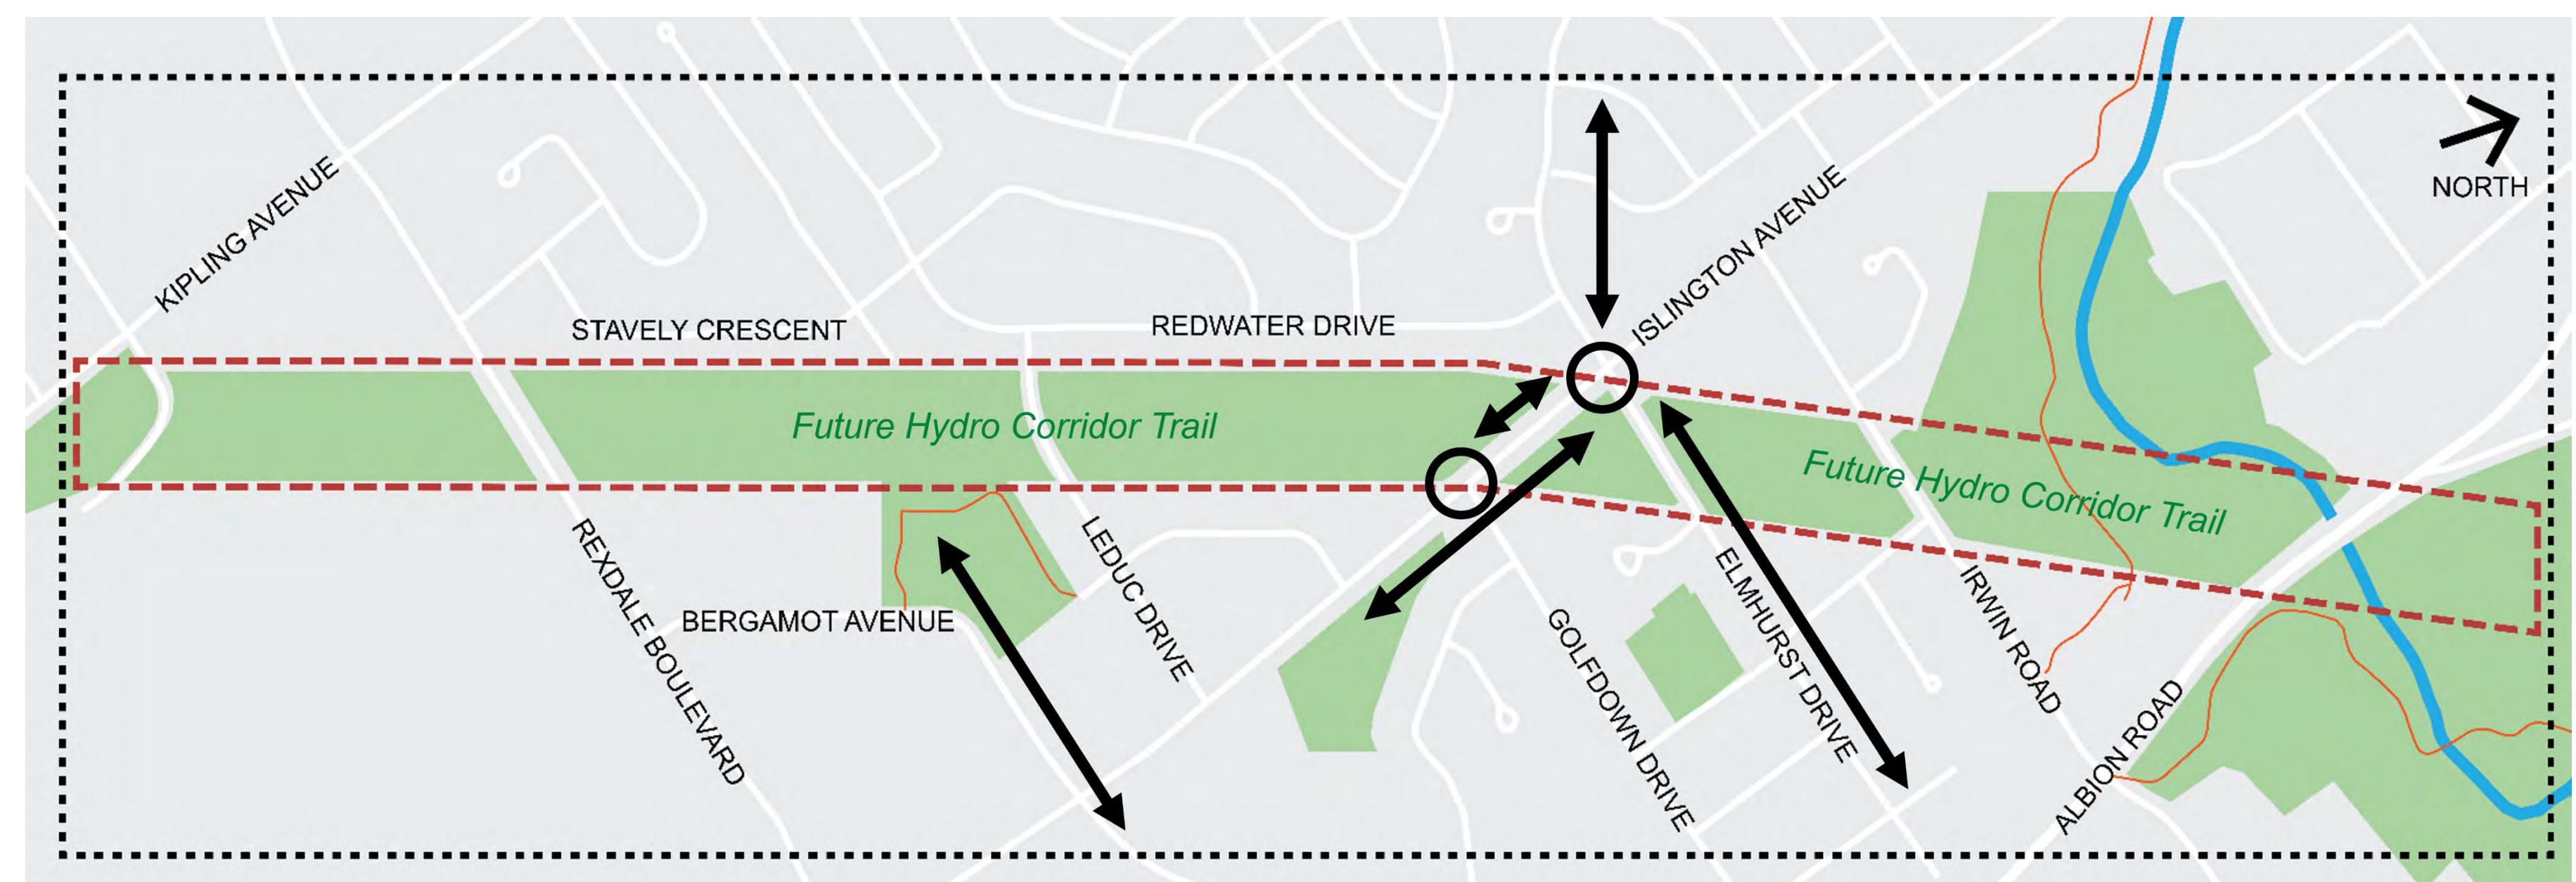 KIPLING AVENUE
NORTH
ISLINGTON AVENUE
STAVELY CRESCENT
REDWATER DRIVE
Future Hydro Corridor Trail
Future Hydro Corridor Trail
REXDALE BOULEVARD
BERGAMOT AVENUE
LEDUC DRIVE
GOLFDOWN DRIVE
ELMHURST DRIVE
IRWIN ROAD
ALBION ROAD